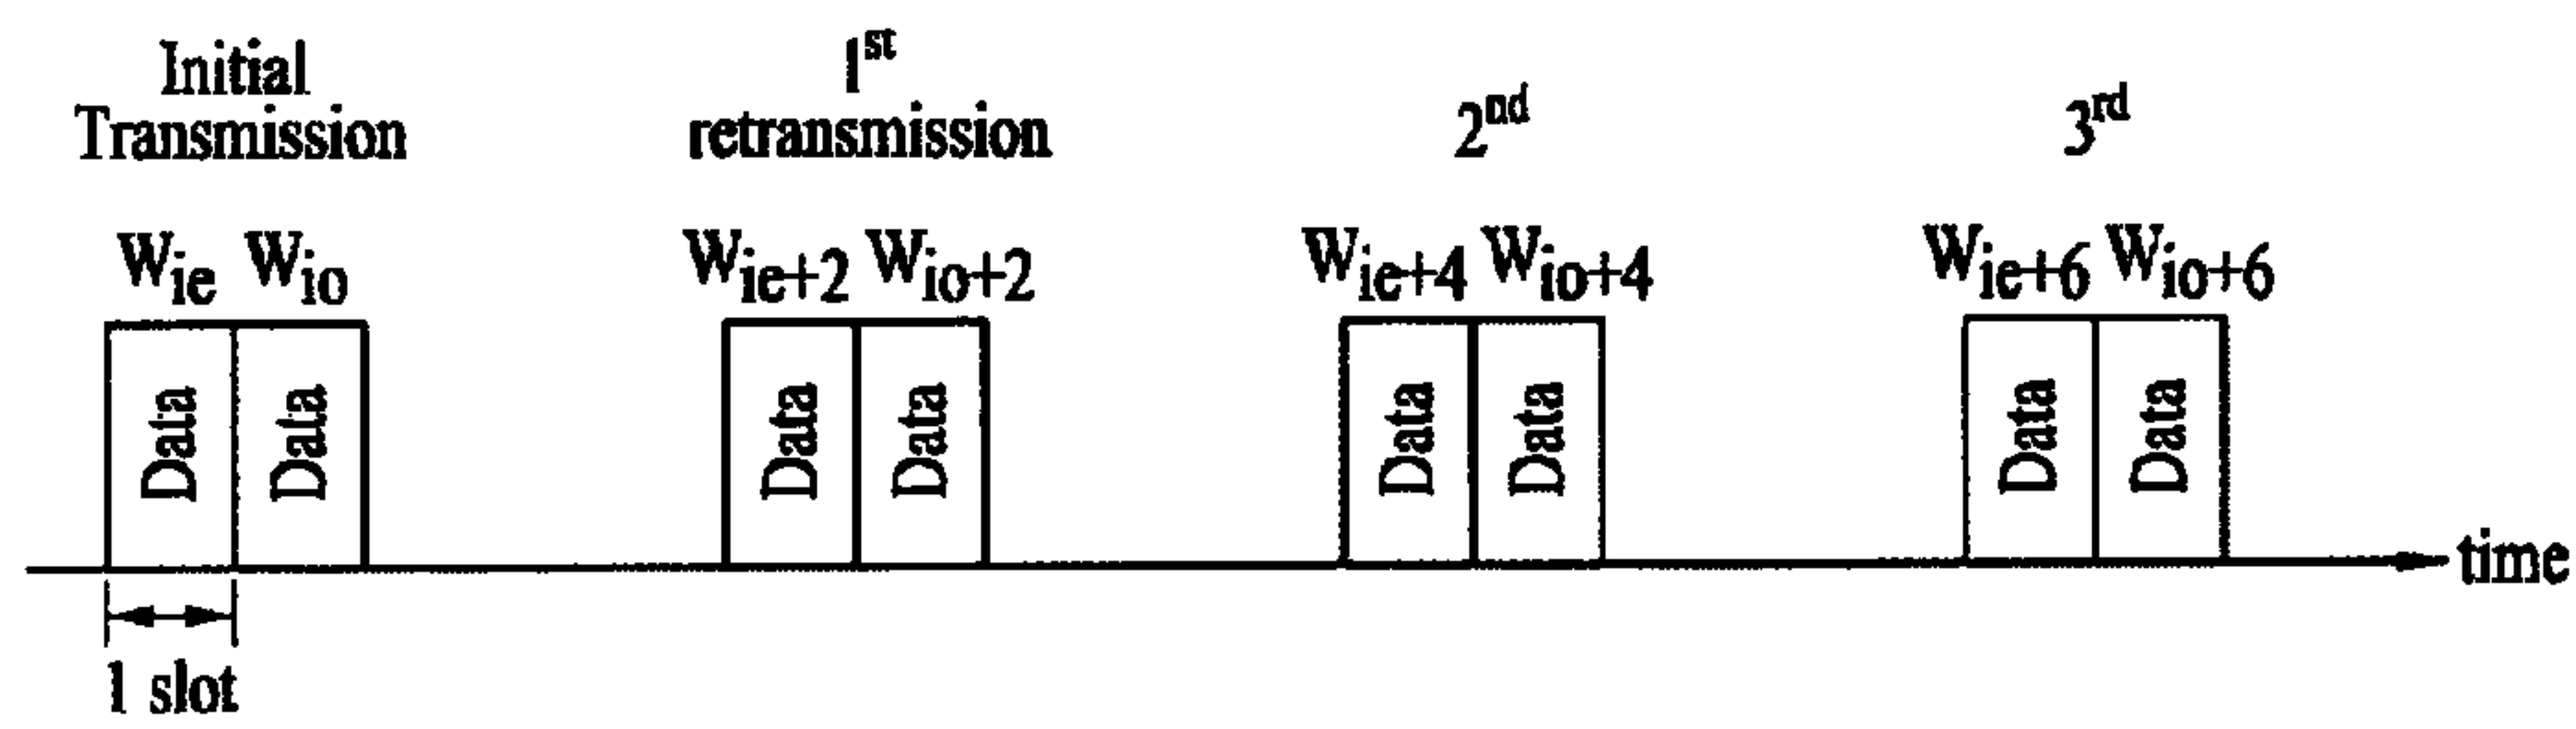 Initial
Transmission
1st
retransmission
2nd
3rd
Wie Wio
Wie+2 Wio+2
Wie+4 Wio+4
Wie+6 Wio+6
Data Data
Data Data
Data Data
Data Data
time
1 slot